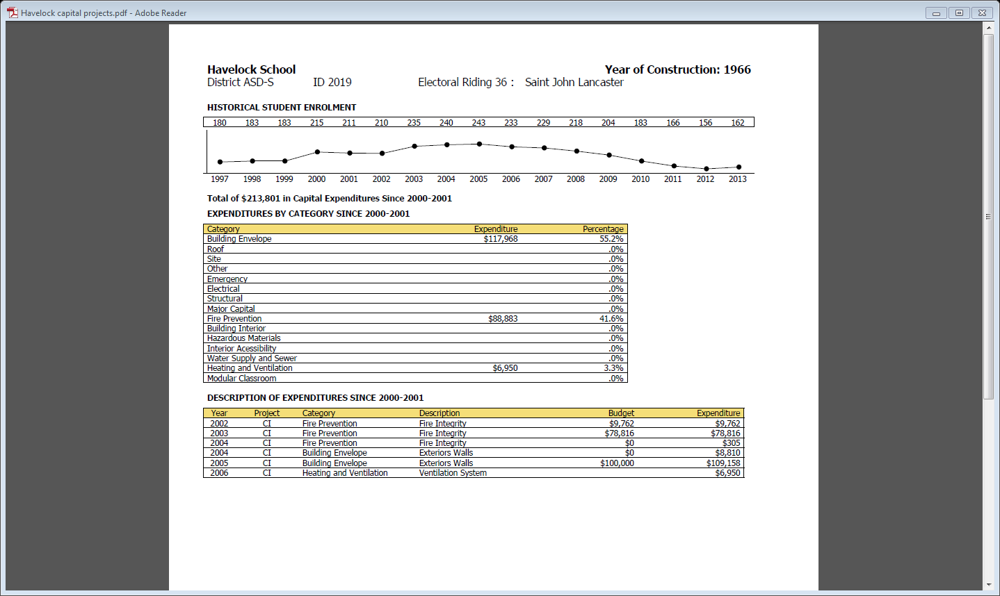 Havelock capital projects.pdf - Adobe Reader
Havelock School Year of Construction: 1966
District ASD-S ID 2019 Electoral Riding 36 : Saint John Lancaster
HISTORICAL STUDENT ENROLMENT
180 183 183 215 211 210 235 240 243 233 229 218 204 183 166 156 162
1997 1998 1999 2000 2001 2002 2003 2004 2005 2006 2007 2008 2009 2010 2011 2012 2013
Total of $213,801 in Capital Expenditures Since 2000-2001
EXPENDITURES BY CATEGORY SINCE 2000-2001
Category Expenditure Percentage
Building Envelope $117,968 55.2%
Roof .0%
Site .0%
Other .0%
Emergency .0%
Electrical .0%
Structural .0%
Major Capital .0%
Fire Prevention $88,883 41.6%
Building Interior .0%
Hazardous Materials .0%
Interior Acessibility .0%
Water Supply and Sewer .0%
Heating and Ventilation $6,950 3.3%
Modular Classroom .0%
DESCRIPTION OF EXPENDITURES SINCE 2000-2001
Year Project Category Description Budget Expenditure
2002 CI Fire Prevention Fire Integrity $9,762 $9,762
2003 CI Fire Prevention Fire Integrity $78,816 $78,816
2004 CI Fire Prevention Fire Integrity $0 $305
2004 CI Building Envelope Exteriors Walls $0 $8,810
2005 CI Building Envelope Exteriors Walls $100,000 $109,158
2006 CI Heating and Ventilation Ventilation System $6,950